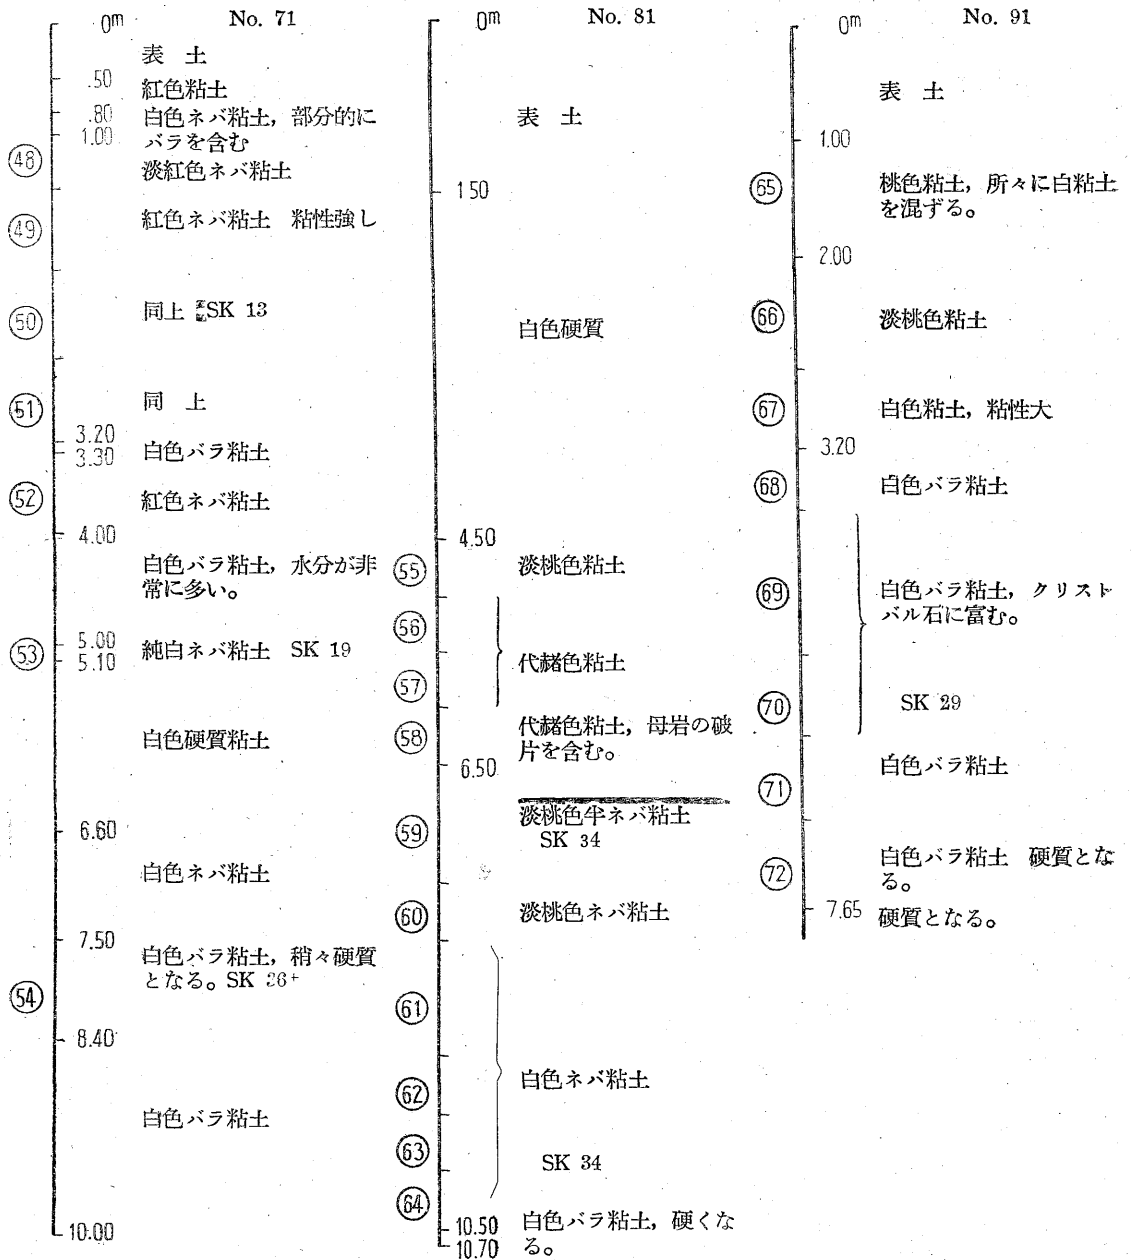 No. 71
0m
表 土
.50
紅色粘土
.80
白色ネバ粘土，部分的に
1.00
バラを含む
㊽
淡紅色ネバ粘土
㊾
紅色ネバ粘土 粘性強し
㊿
同上 SK 13
(51)
同 上
3.20
3.30
白色バラ粘土
(52)
紅色ネバ粘土
4.00
白色バラ粘土，水分が非
常に多い。
(53)
5.00
5.10
純白ネバ粘土 SK 19
白色硬質粘土
6.60
白色ネバ粘土
7.50
白色バラ粘土，稍々硬質
となる。SK
(54)
8.40
白色バラ粘土
10.00
No. 81
0m
表 土
1.50
白色硬質
4.50
(55)
淡桃色粘土
(56)
代赭色粘土
(57)
(58)
代赭色粘土，母岩の破
片を含む。
6.50
淡桃色半ネバ粘土
(59)
SK 34
(60)
淡桃色ネバ粘土
(61)
白色ネバ粘土
(62)
(63)
SK 34
(64)
10.50
白色バラ粘土，硬くな
10.70
る。
No. 91
0m
表 土
1.00
(65)
桃色粘土，所々に白粘土
を混ずる。
2.00
(66)
淡桃色粘土
(67)
白色粘土，粘性大
3.20
(68)
白色バラ粘土
(69)
白色バラ粘土，クリスト
バル石に富む。
(70)
SK 29
白色バラ粘土
(71)
白色バラ粘土 硬質とな
る。
(72)
7.65
硬質となる。